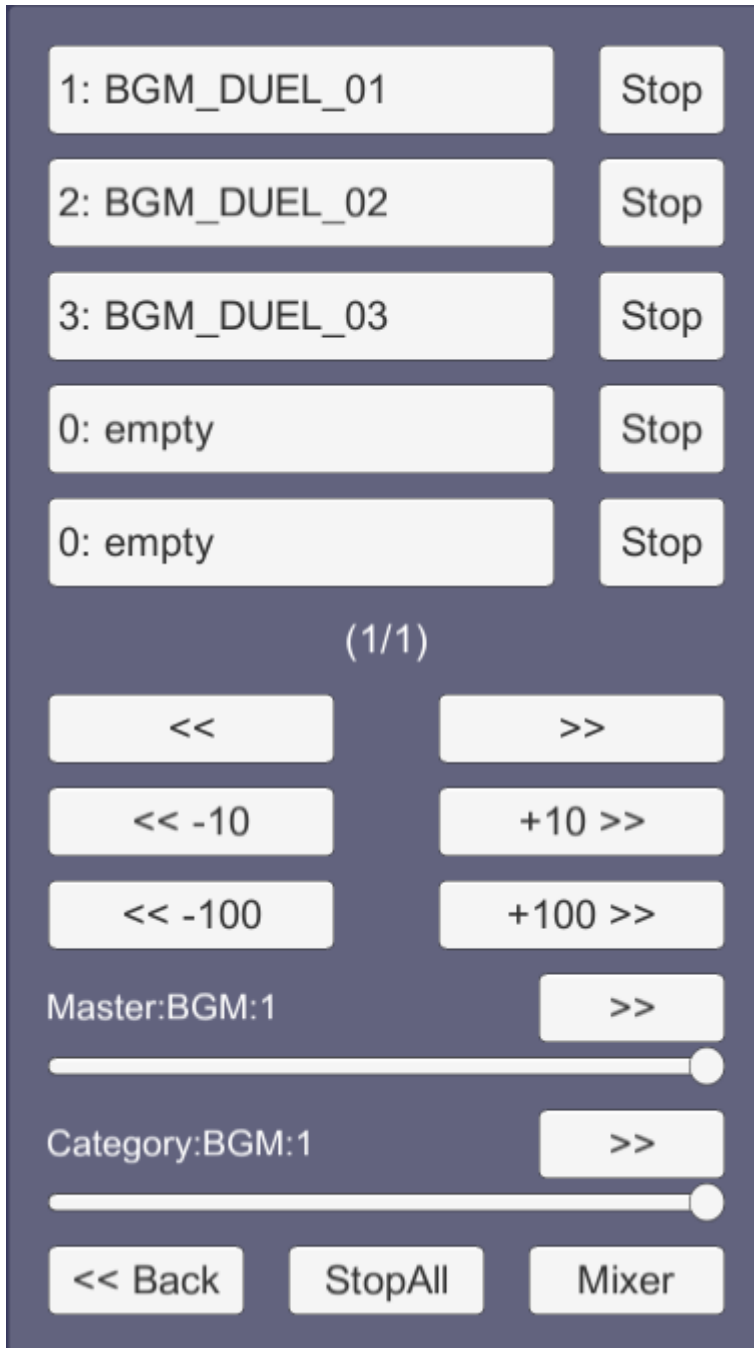 1: BGM_DUEL_01 Stop
2: BGM_DUEL_02 Stop
3: BGM_DUEL_03 Stop
0: empty Stop
0: empty Stop
(1/1)
<< >>
<< -10 +10 >>
<< -100 +100 >>
Master:BGM:1 >>
Category:BGM:1 >>
<< Back StopAll Mixer